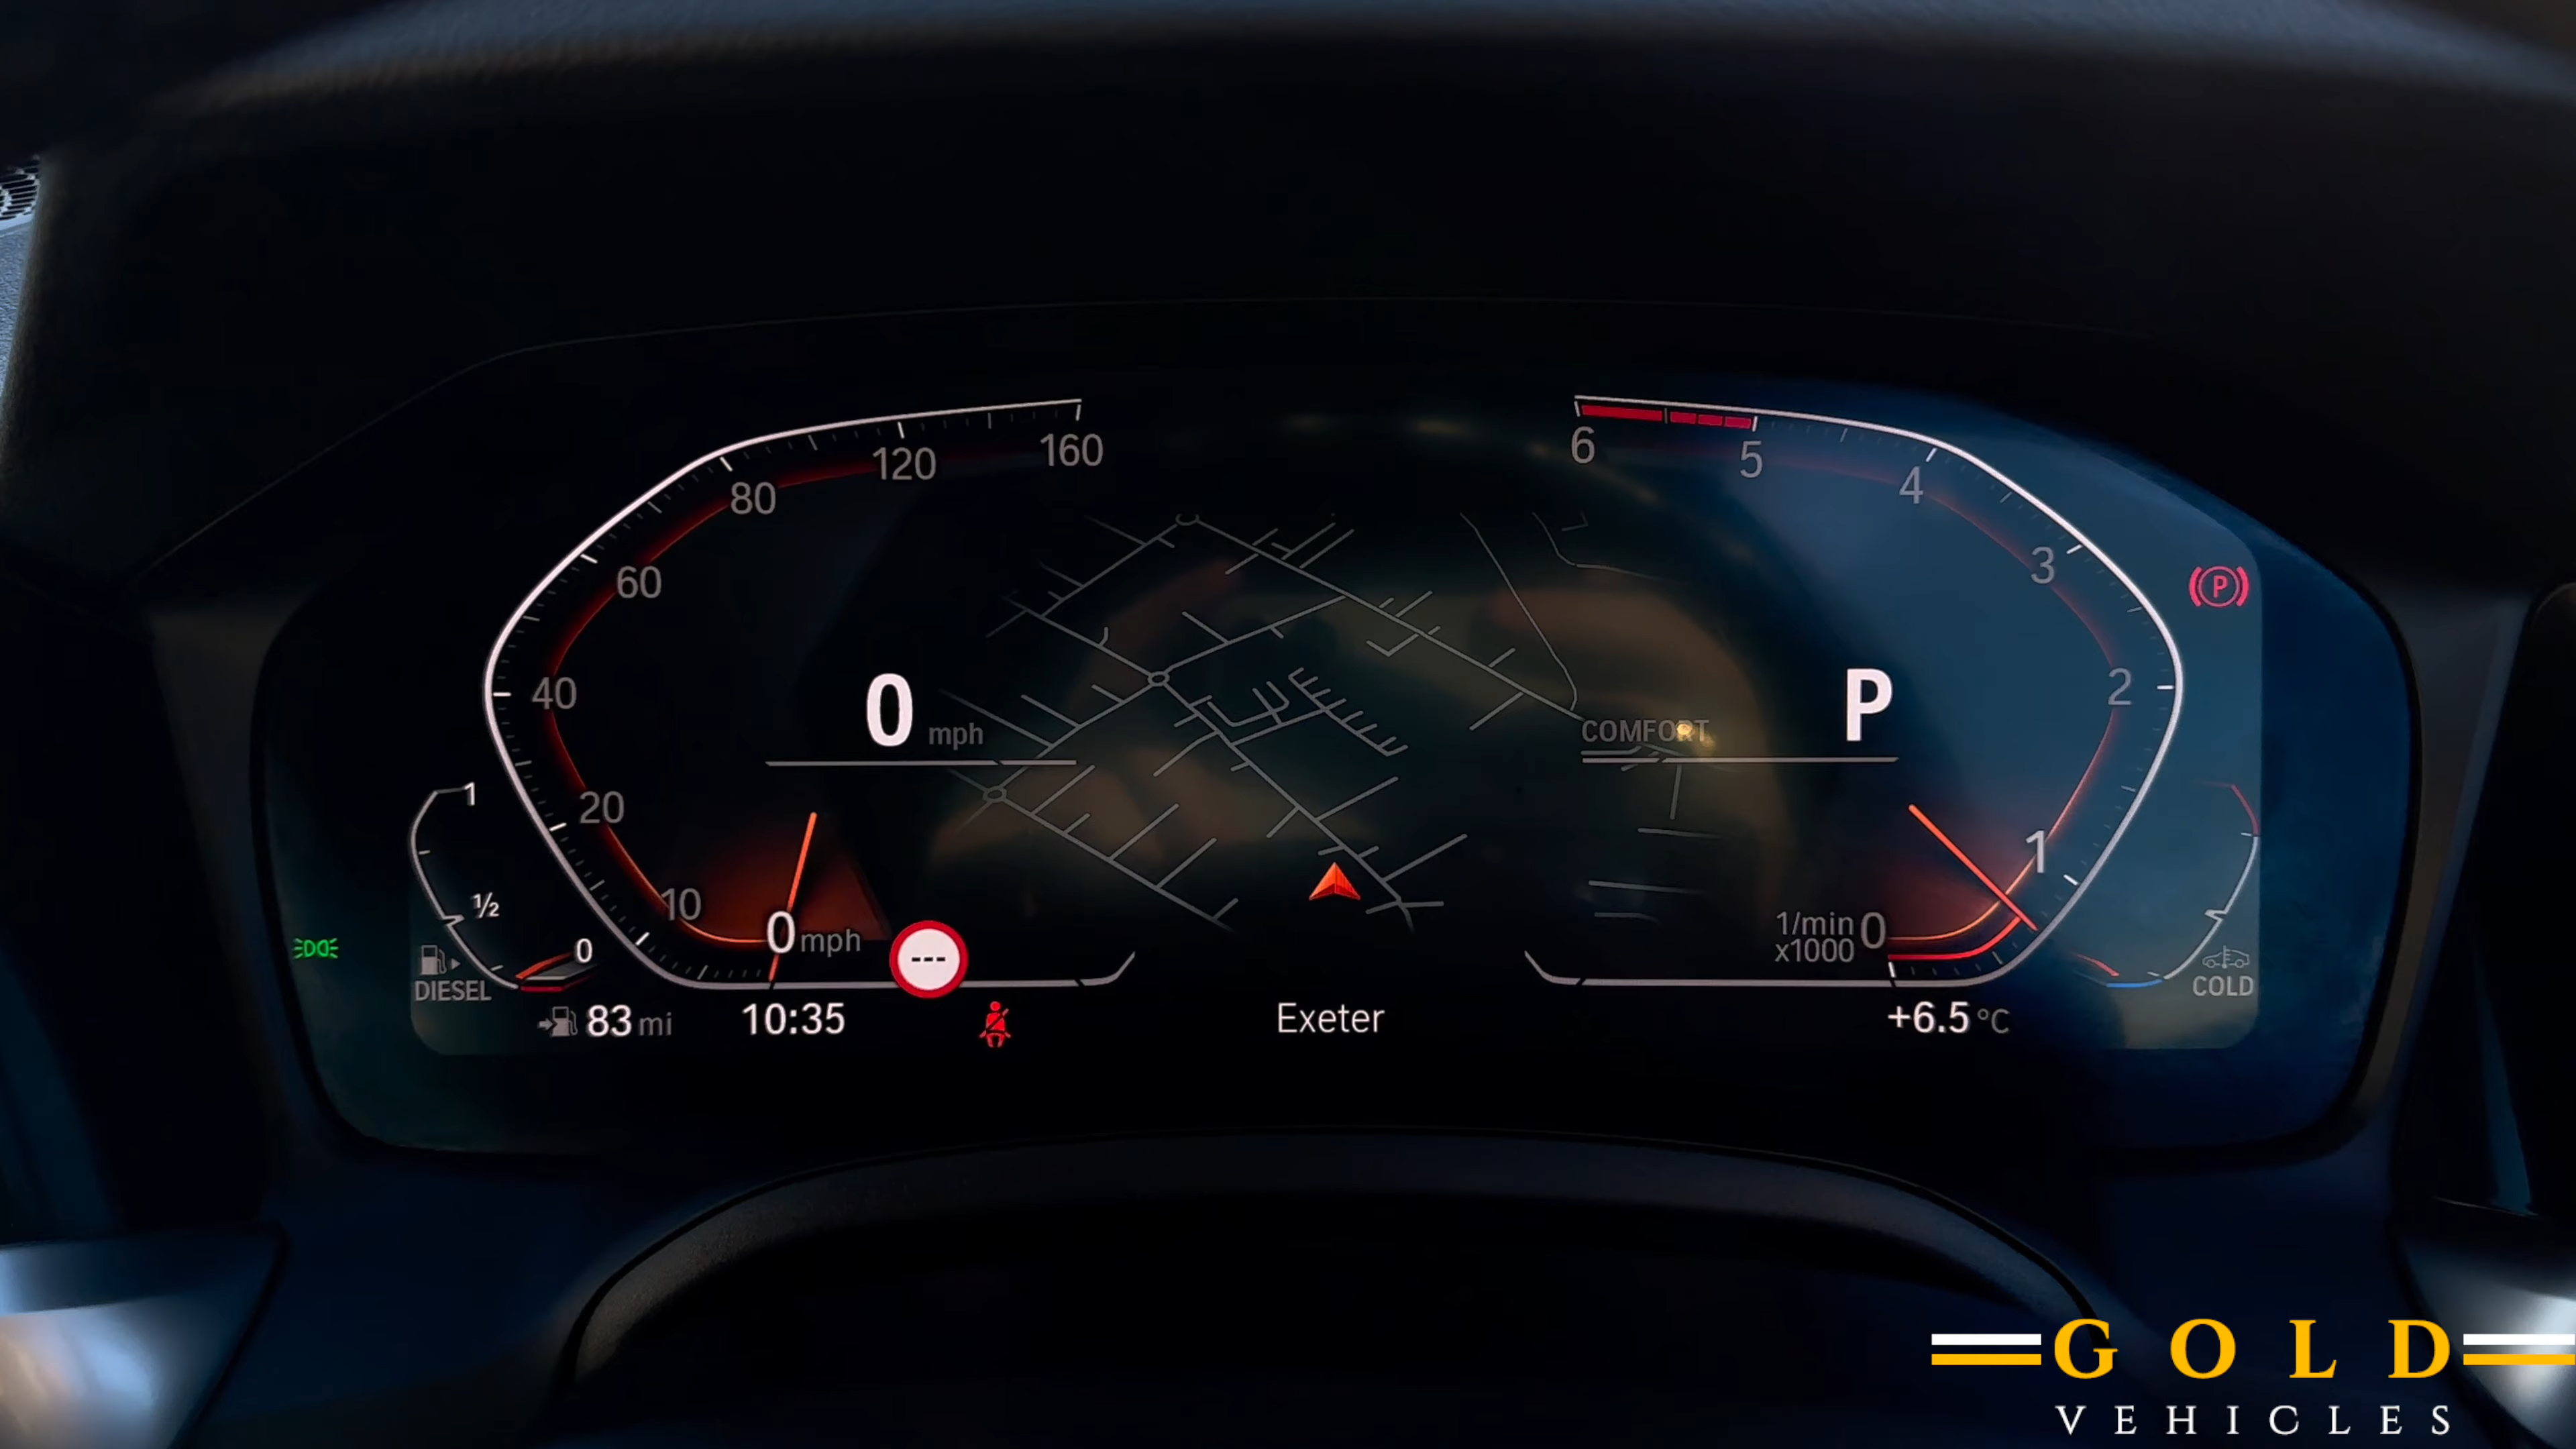 160
120
80
60
40
20
10
0 mph
0 mph
1
½
0
DIESEL
83 mi
10:35
---
Exeter
6
5
4
3
2
1
0
1/min
x1000
COMFORT
P
P
COLD
+6.5 °C
GOLD
VEHICLES